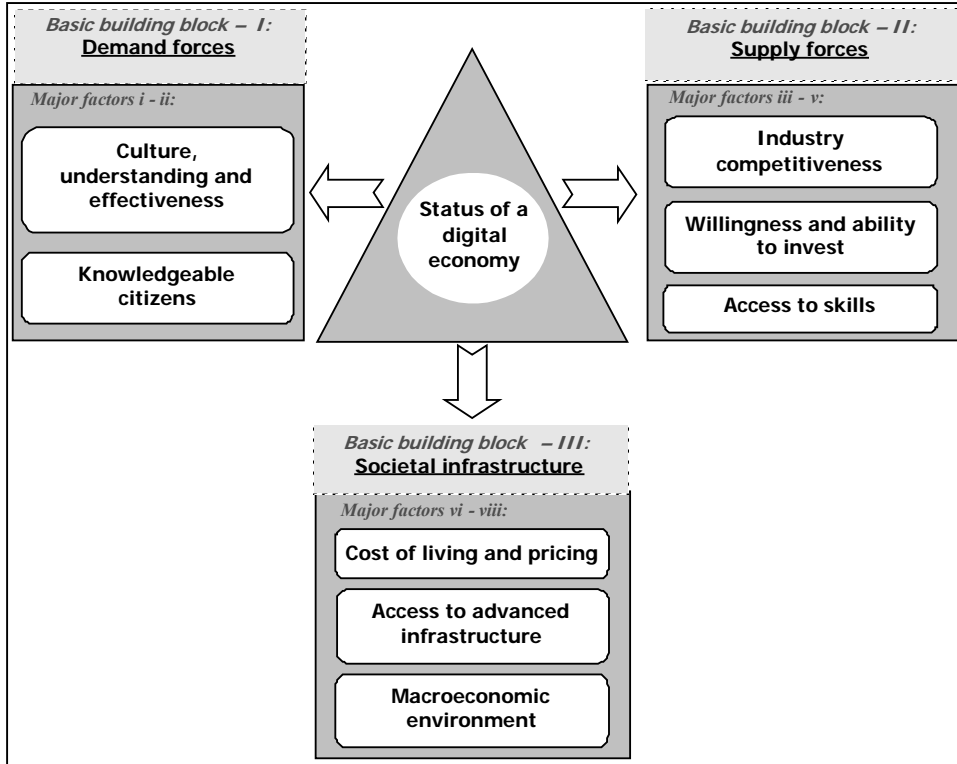 Basic building block – I:
Demand forces
Major factors i - ii:
Culture,
understanding and
effectiveness
Knowledgeable
citizens
Status of a
digital
economy
Basic building block – II:
Supply forces
Major factors iii - v:
Industry
competitiveness
Willingness and ability
to invest
Access to skills
Basic building block – III:
Societal infrastructure
Major factors vi - viii:
Cost of living and pricing
Access to advanced
infrastructure
Macroeconomic
environment